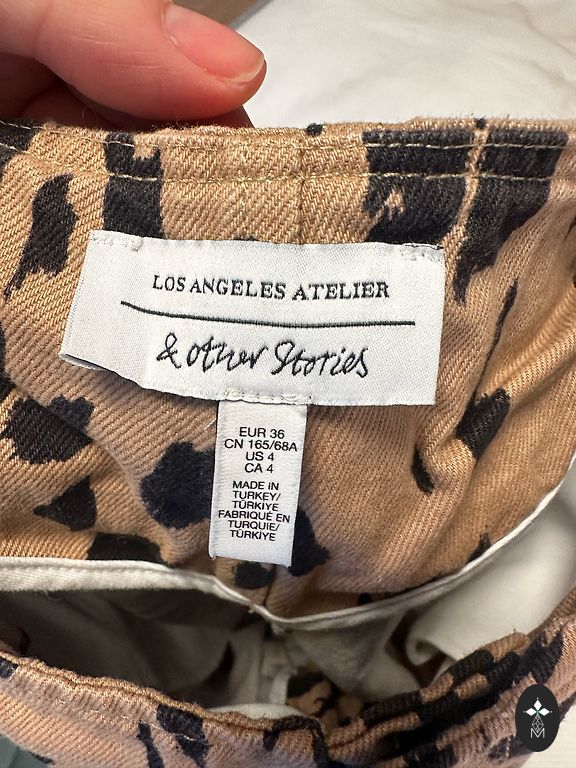 LOS ANGELES ATELIER
& other Stories
EUR 36
CN 165/68A
US 4
CA 4
MADE IN
TURKEY/
TÜRKIYE
FABRIQUÉ EN
TURQUIE/
TÜRKIYE
M